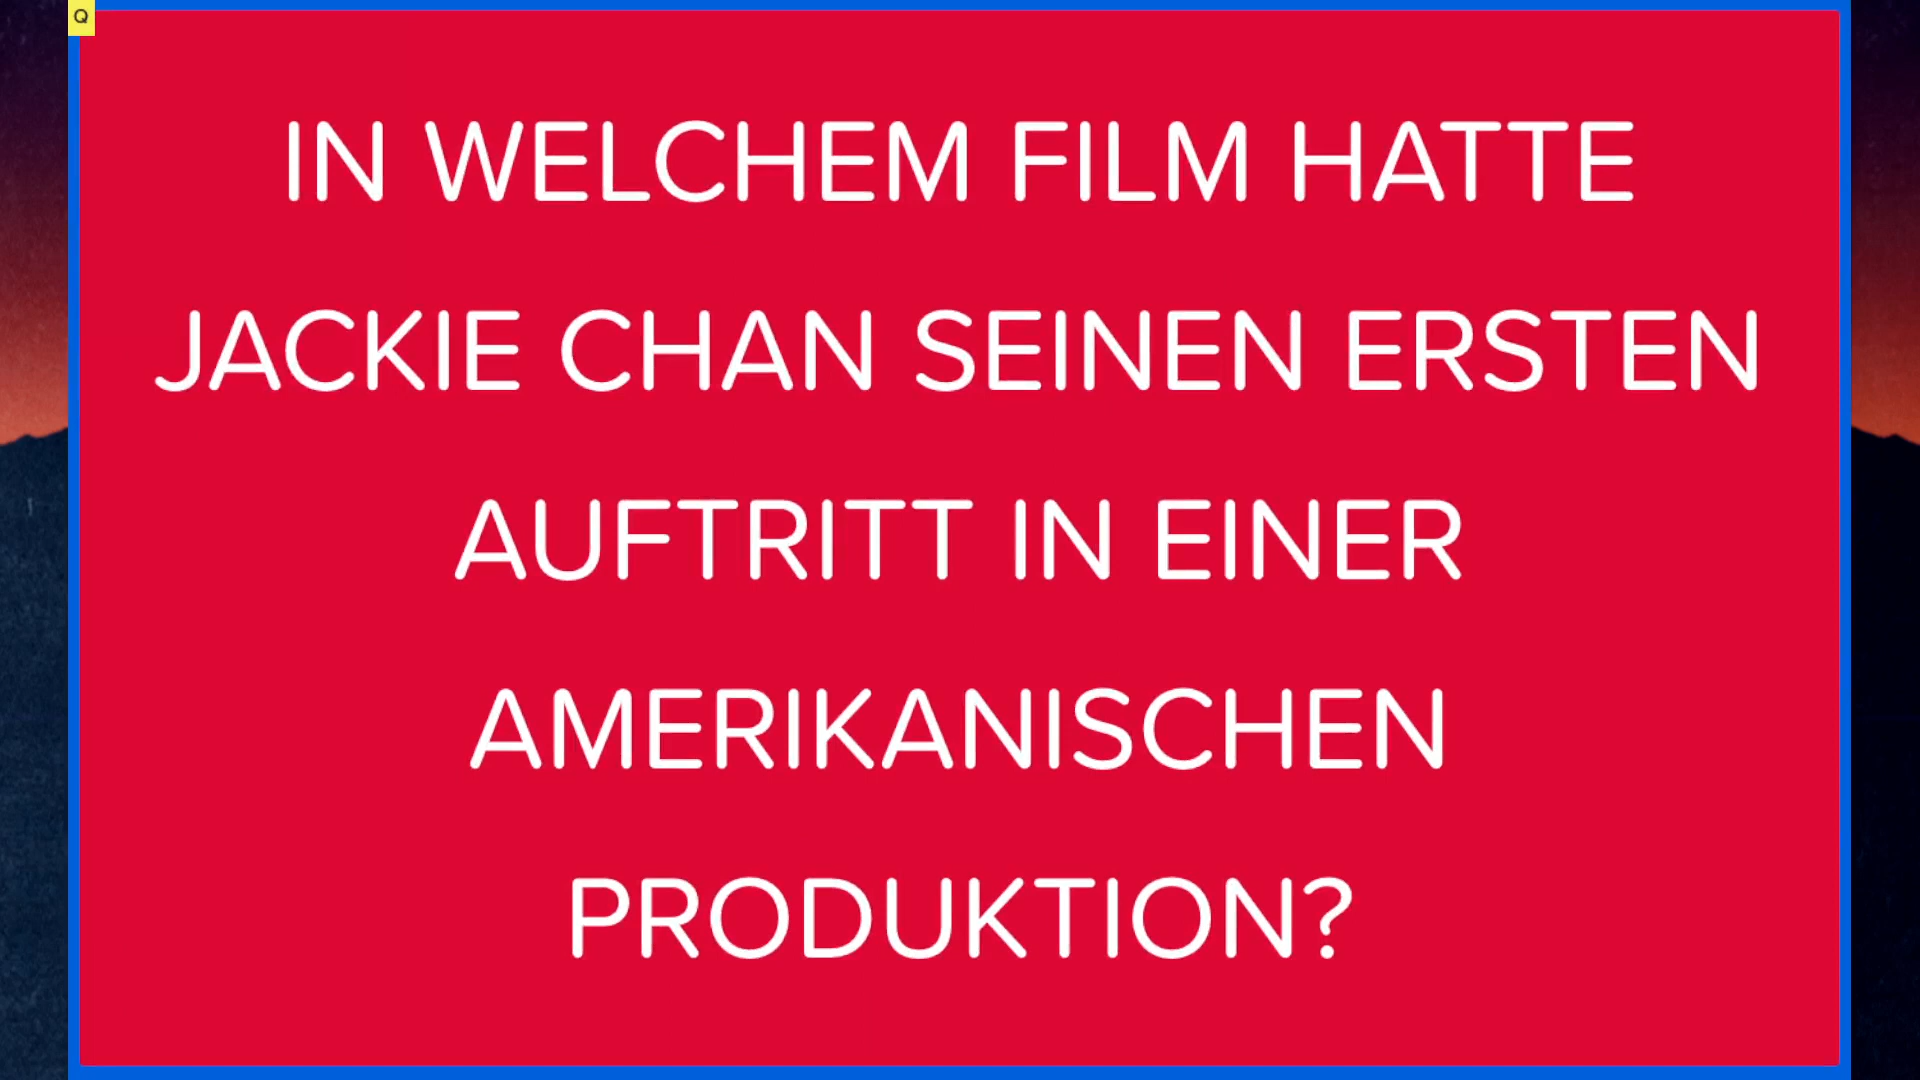 Q
IN WELCHEM FILM HATTE
JACKIE CHAN SEINEN ERSTEN
AUFTRITT IN EINER
AMERIKANISCHEN
PRODUKTION?